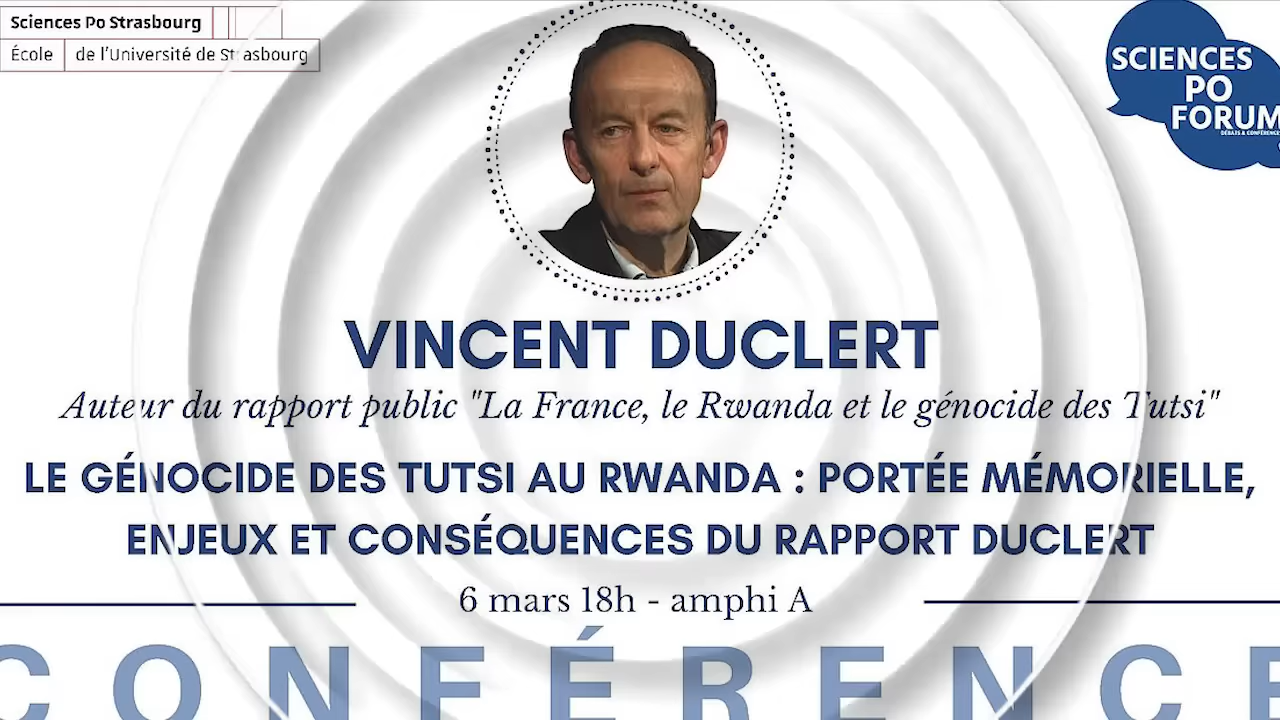 Sciences Po Strasbourg
École de l'Université de Strasbourg
SCIENCES
PO
FORUM
DÉBATS & CONFÉRENCES
VINCENT DUCLERT
Auteur du rapport public "La France, le Rwanda et le génocide des Tutsi"
LE GÉNOCIDE DES TUTSI AU RWANDA : PORTÉE MÉMORIELLE,
ENJEUX ET CONSÉQUENCES DU RAPPORT DUCLERT
6 mars 18h - amphi A
CONFÉRENCE